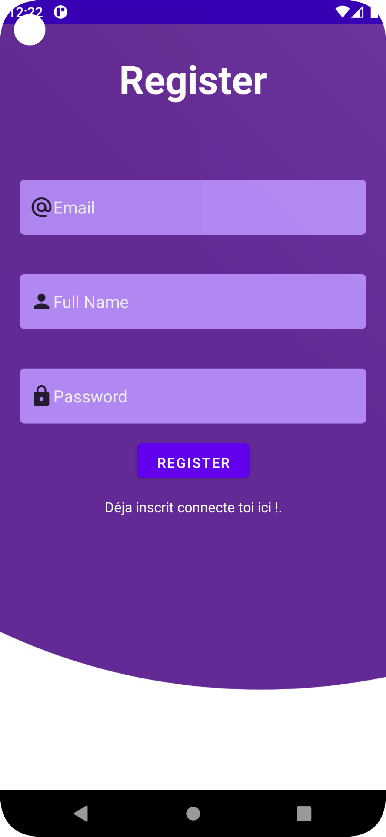 12:22
Register
Email
Full Name
Password
REGISTER
Déja inscrit connecte toi ici !.